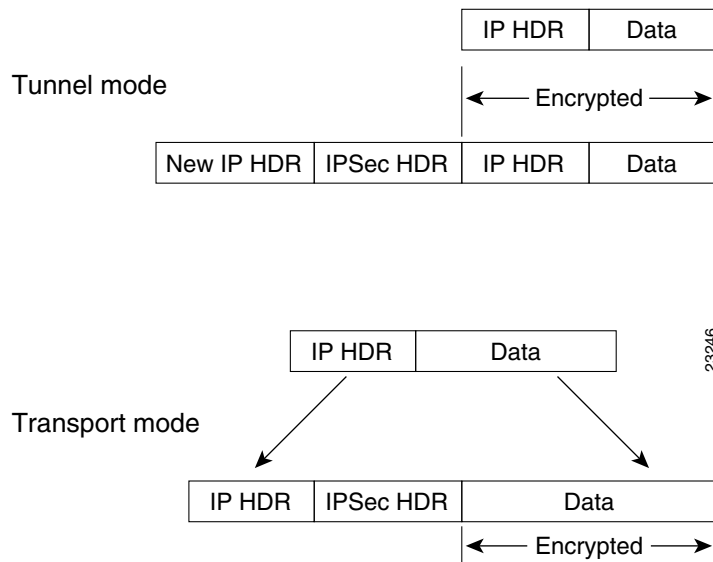 IP HDR Data
Tunnel mode
Encrypted
New IP HDR IPSec HDR IP HDR Data
IP HDR Data
23246
Transport mode
IP HDR IPSec HDR Data
Encrypted